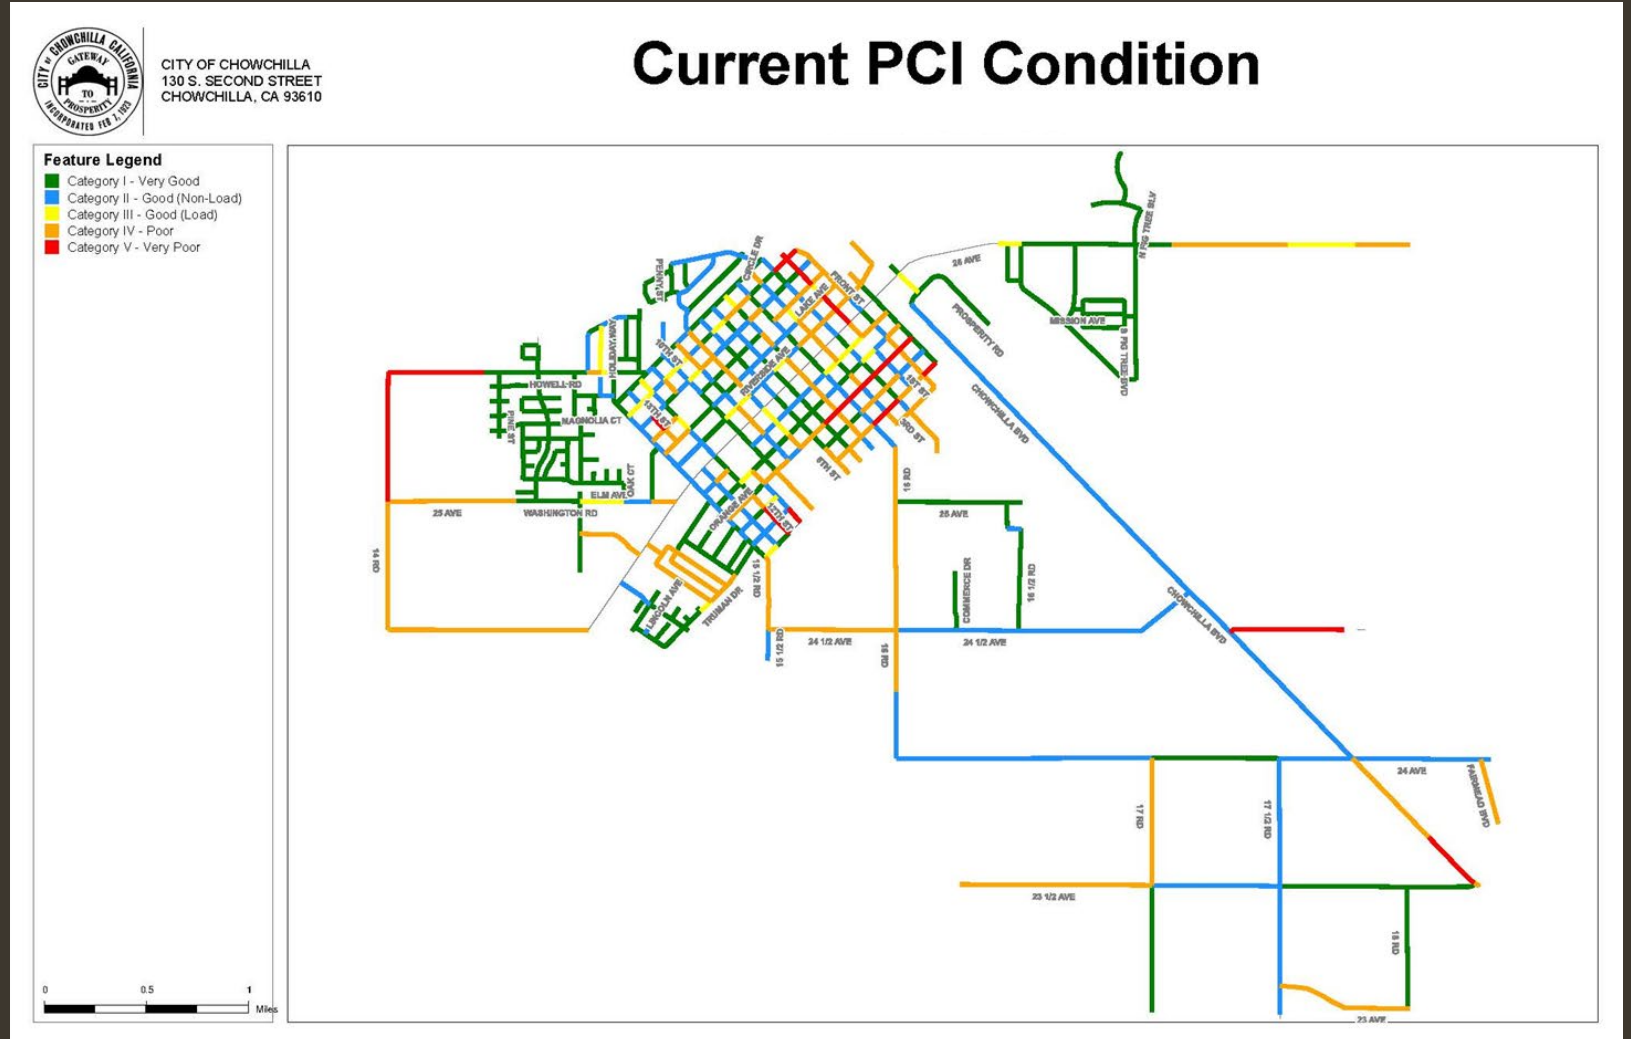 CITY OF CHOWCHILLA CALIFORNIA
GATEWAY
TO
PROSPERITY
INCORPORATED FEB 7, 1923
CITY OF CHOWCHILLA
130 S. SECOND STREET
CHOWCHILLA, CA 93610
Current PCI Condition
Feature Legend
Category I - Very Good
Category II - Good (Non-Load)
Category III - Good (Load)
Category IV - Poor
Category V - Very Poor
0 0.5 1
Miles
N FIG TREE BLV
CIRCLE DR
26 AVE
PENNY ST
FRONT ST
LAKE AVE
PROSPERITY RD
MISSION AVE
S FIG TREE BVD
HOLIDAY WAY
10TH ST
RIVERSIDE AVE
HOWELL RD
1ST ST
CHOWCHILLA BVD
PINE ST
MAGNOLIA CT
13TH ST
3RD ST
8TH ST
16 RD
OAK CT
ELM AVE
ORANGE AVE
12TH ST
25 AVE
WASHINGTON RD
25 AVE
14 RD
15 1/2 RD
COMMERCE DR
16 1/2 RD
LINCOLN AVE
TRUMAN DR
CHOWCHILLA BVD
15 1/2 RD
24 1/2 AVE
16 RD
24 1/2 AVE
24 AVE
FAIRMEAD BVD
17 RD
17 1/2 RD
23 1/2 AVE
18 RD
23 AVE